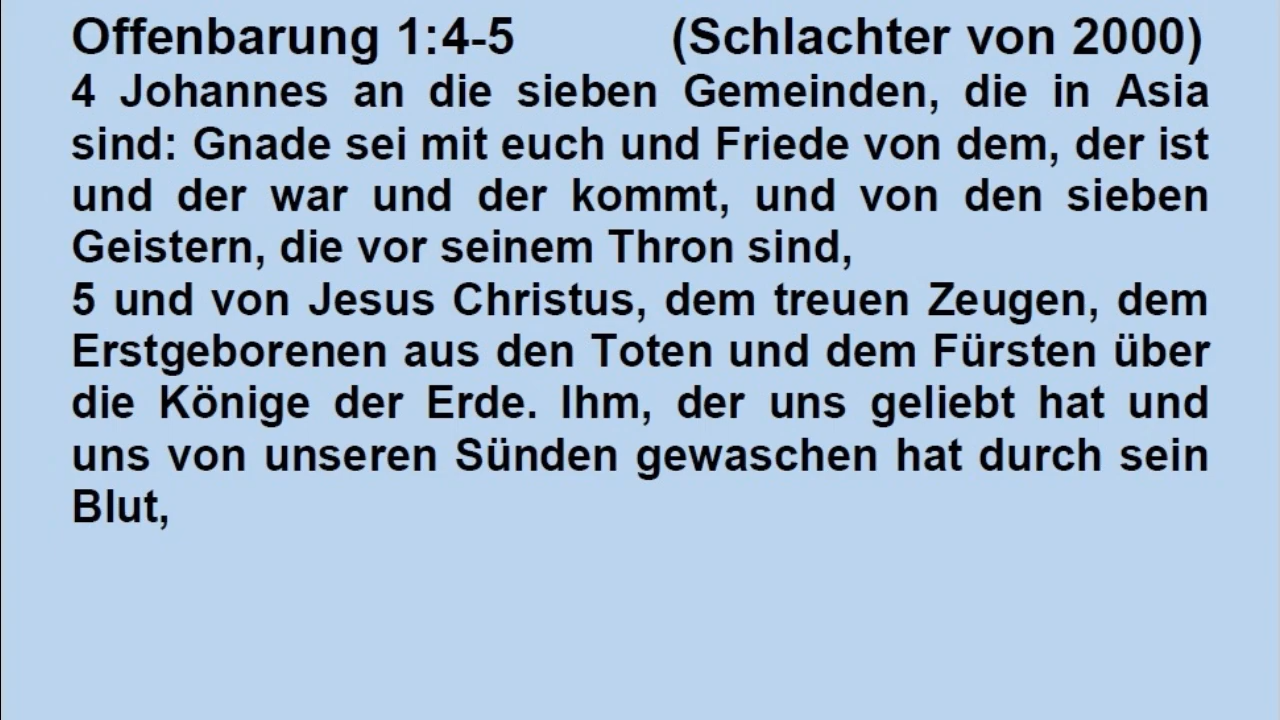 Offenbarung 1:4-5 (Schlachter von 2000)
4 Johannes an die sieben Gemeinden, die in Asia
sind: Gnade sei mit euch und Friede von dem, der ist
und der war und der kommt, und von den sieben
Geistern, die vor seinem Thron sind,
5 und von Jesus Christus, dem treuen Zeugen, dem
Erstgeborenen aus den Toten und dem Fürsten über
die Könige der Erde. Ihm, der uns geliebt hat und
uns von unseren Sünden gewaschen hat durch sein
Blut,